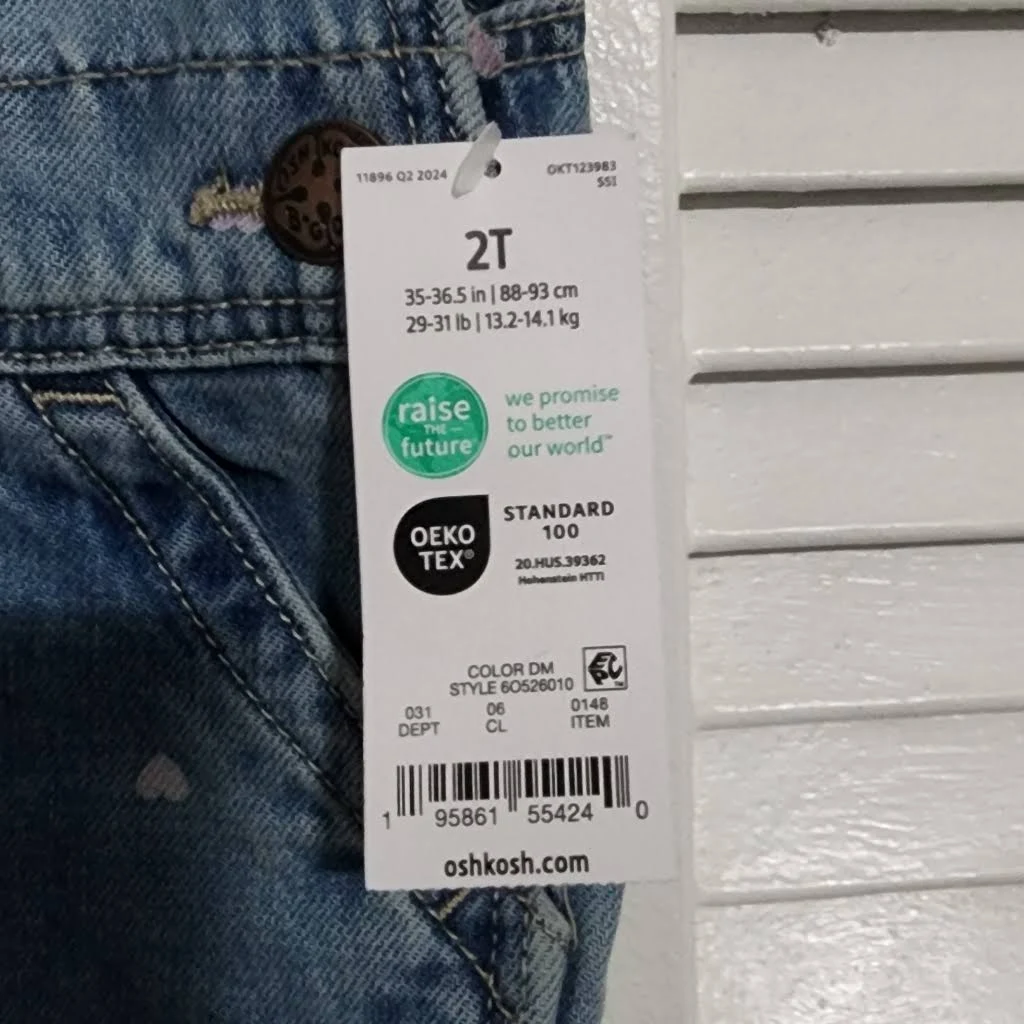 11896 Q2 2024
OKT123983
SSI
2T
35-36.5 in | 88-93 cm
29-31 lb | 13.2-14.1 kg
raise
THE
future
we promise
to better
our world™
OEKO
TEX®
STANDARD
100
20.HUS.39362
Hohenstein HTTI
COLOR DM
STYLE 6O526010
EPC™
031 06 0148
DEPT CL ITEM
1 95861 55424 0
oshkosh.com